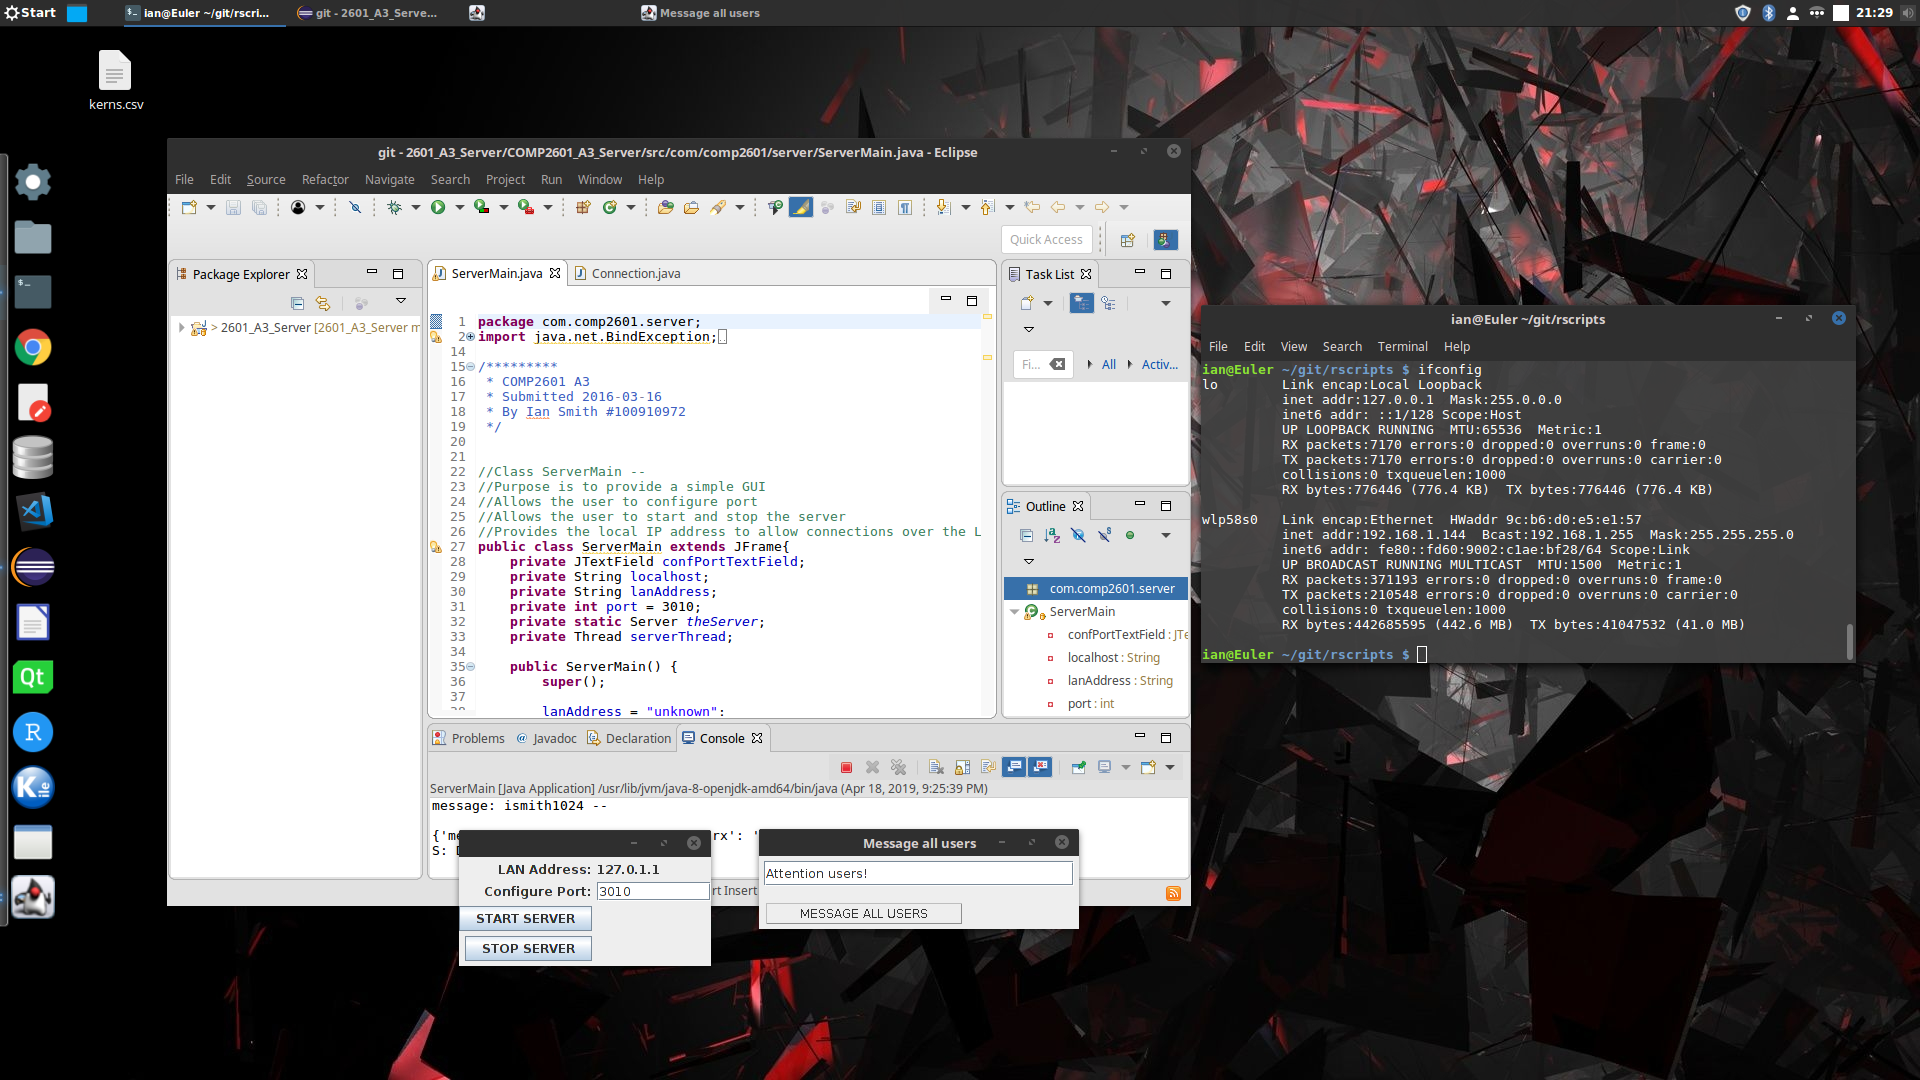 Start
ian@Euler ~/git/rscri...
git - 2601_A3_Serve...
Message all users
21:29
kerns.csv
git - 2601_A3_Server/COMP2601_A3_Server/src/com/comp2601/server/ServerMain.java - Eclipse
File Edit Source Refactor Navigate Search Project Run Window Help
Quick Access
Package Explorer
> 2601_A3_Server [2601_A3_Server m
ServerMain.java
Connection.java
1 package com.comp2601.server;
2 import java.net.BindException;
14
15 /*********
16 * COMP2601 A3
17 * Submitted 2016-03-16
18 * By Ian Smith #100910972
19 */
20
21
22 //Class ServerMain --
23 //Purpose is to provide a simple GUI
24 //Allows the user to configure port
25 //Allows the user to start and stop the server
26 //Provides the local IP address to allow connections over the L
27 public class ServerMain extends JFrame{
28 private JTextField confPortTextField;
29 private String localhost;
30 private String lanAddress;
31 private int port = 3010;
32 private static Server theServer;
33 private Thread serverThread;
34
35 public ServerMain() {
36 super();
37
38 lanAddress = "unknown";
Task List
Fi...
All
Activ...
Outline
com.comp2601.server
ServerMain
confPortTextField : JTe
localhost : String
lanAddress : String
port : int
Problems
Javadoc
Declaration
Console
ServerMain [Java Application] /usr/lib/jvm/java-8-openjdk-amd64/bin/java (Apr 18, 2019, 9:25:39 PM)
message: ismith1024 --
{'me
rx': '
S: D
rt Insert
LAN Address: 127.0.1.1
Configure Port: 3010
START SERVER
STOP SERVER
Message all users
Attention users!
MESSAGE ALL USERS
ian@Euler ~/git/rscripts
File Edit View Search Terminal Help
ian@Euler ~/git/rscripts $ ifconfig
lo Link encap:Local Loopback
inet addr:127.0.0.1 Mask:255.0.0.0
inet6 addr: ::1/128 Scope:Host
UP LOOPBACK RUNNING MTU:65536 Metric:1
RX packets:7170 errors:0 dropped:0 overruns:0 frame:0
TX packets:7170 errors:0 dropped:0 overruns:0 carrier:0
collisions:0 txqueuelen:1000
RX bytes:776446 (776.4 KB) TX bytes:776446 (776.4 KB)
wlp58s0 Link encap:Ethernet HWaddr 9c:b6:d0:e5:e1:57
inet addr:192.168.1.144 Bcast:192.168.1.255 Mask:255.255.255.0
inet6 addr: fe80::fd60:9002:c1ae:bf28/64 Scope:Link
UP BROADCAST RUNNING MULTICAST MTU:1500 Metric:1
RX packets:371193 errors:0 dropped:0 overruns:0 frame:0
TX packets:210548 errors:0 dropped:0 overruns:0 carrier:0
collisions:0 txqueuelen:1000
RX bytes:442685595 (442.6 MB) TX bytes:41047532 (41.0 MB)
ian@Euler ~/git/rscripts $
Qt
R
K